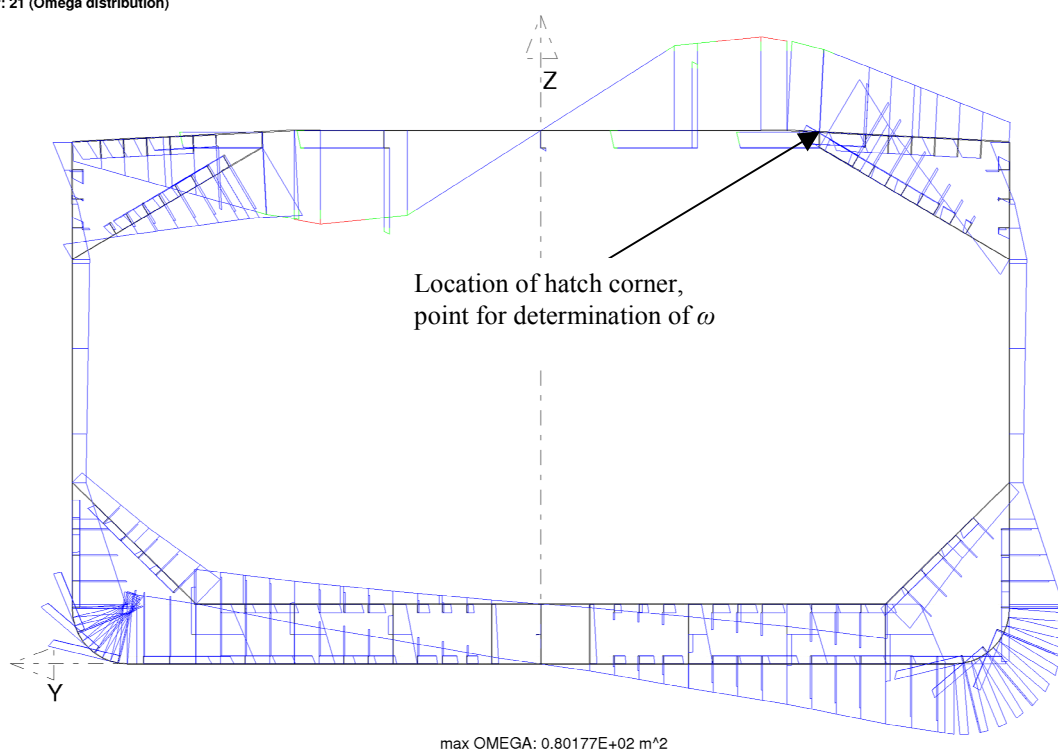 : 21 (Omega distribution)
Z
Location of hatch corner,
point for determination of ω
Y
max OMEGA: 0.80177E+02 m^2